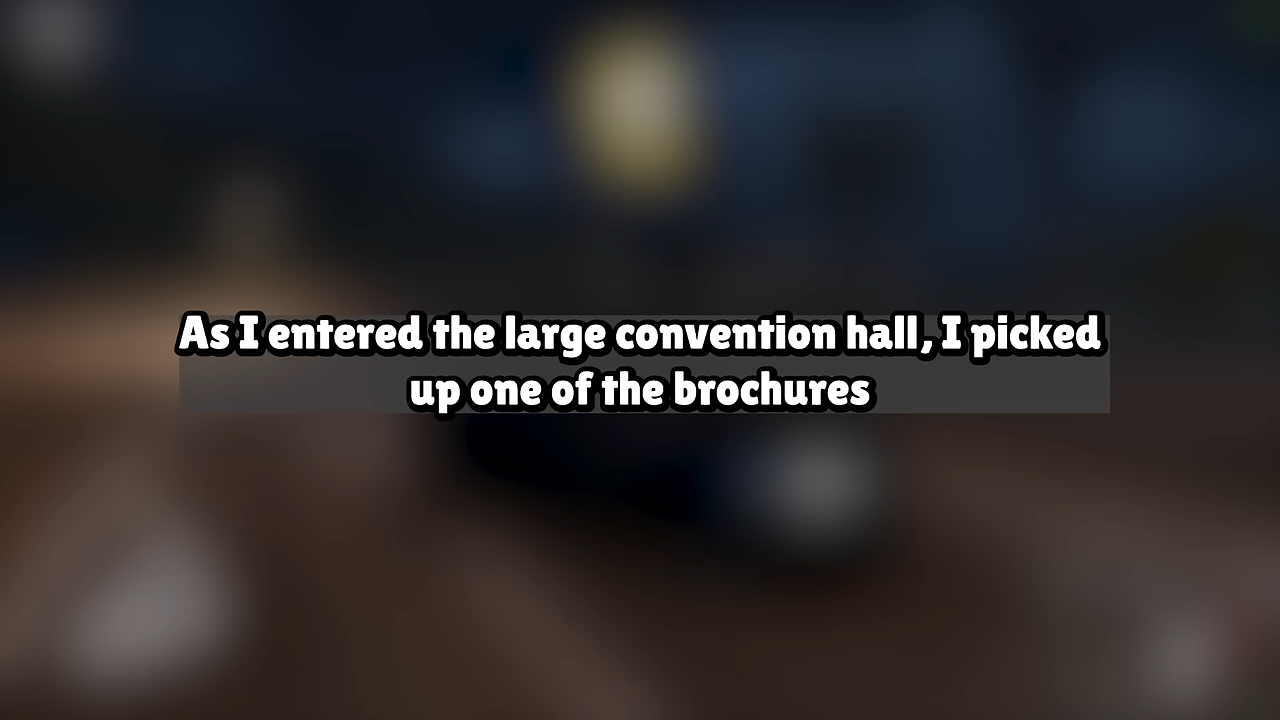 As I entered the large convention hall, I picked
up one of the brochures